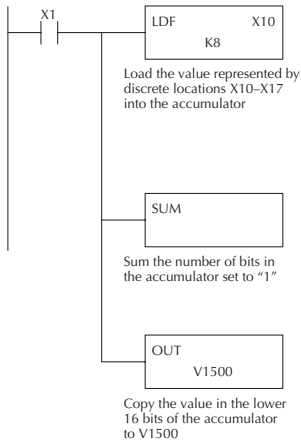 X1
LDF X10
K8
Load the value represented by
discrete locations X10–X17
into the accumulator
SUM
Sum the number of bits in
the accumulator set to “1”
OUT
V1500
Copy the value in the lower
16 bits of the accumulator
to V1500